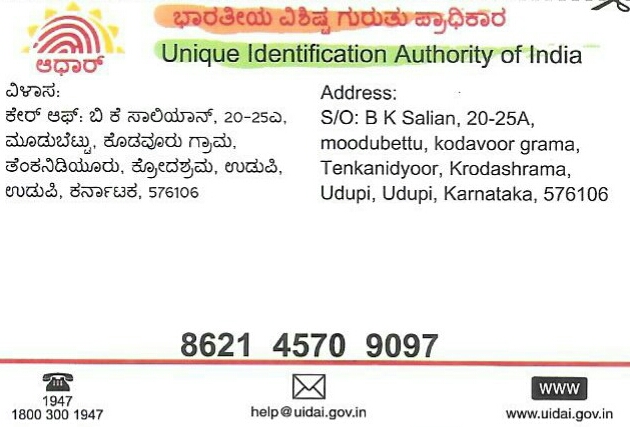 ಭಾರತೀಯ ವಿಶಿಷ್ಟ ಗುರುತು ಪ್ರಾಧಿಕಾರ
Unique Identification Authority of India
ಆಧಾರ್
ವಿಳಾಸ:
ಕೇರ್ ಆಫ್: ಬಿ ಕೆ ಸಾಲಿಯಾನ್, 20-25ಎ,
ಮೂಡುಬೆಟ್ಟು, ಕೊಡವೂರು ಗ್ರಾಮ,
ತೆಂಕನಿಡಿಯೂರು, ಕ್ರೋದಶ್ರಮ, ಉಡುಪಿ,
ಉಡುಪಿ, ಕರ್ನಾಟಕ, 576106
Address:
S/O: B K Salian, 20-25A,
moodubettu, kodavoor grama,
Tenkanidyoor, Krodashrama,
Udupi, Udupi, Karnataka, 576106
8621 4570 9097
1947
1800 300 1947
help@uidai.gov.in
www
www.uidai.gov.in